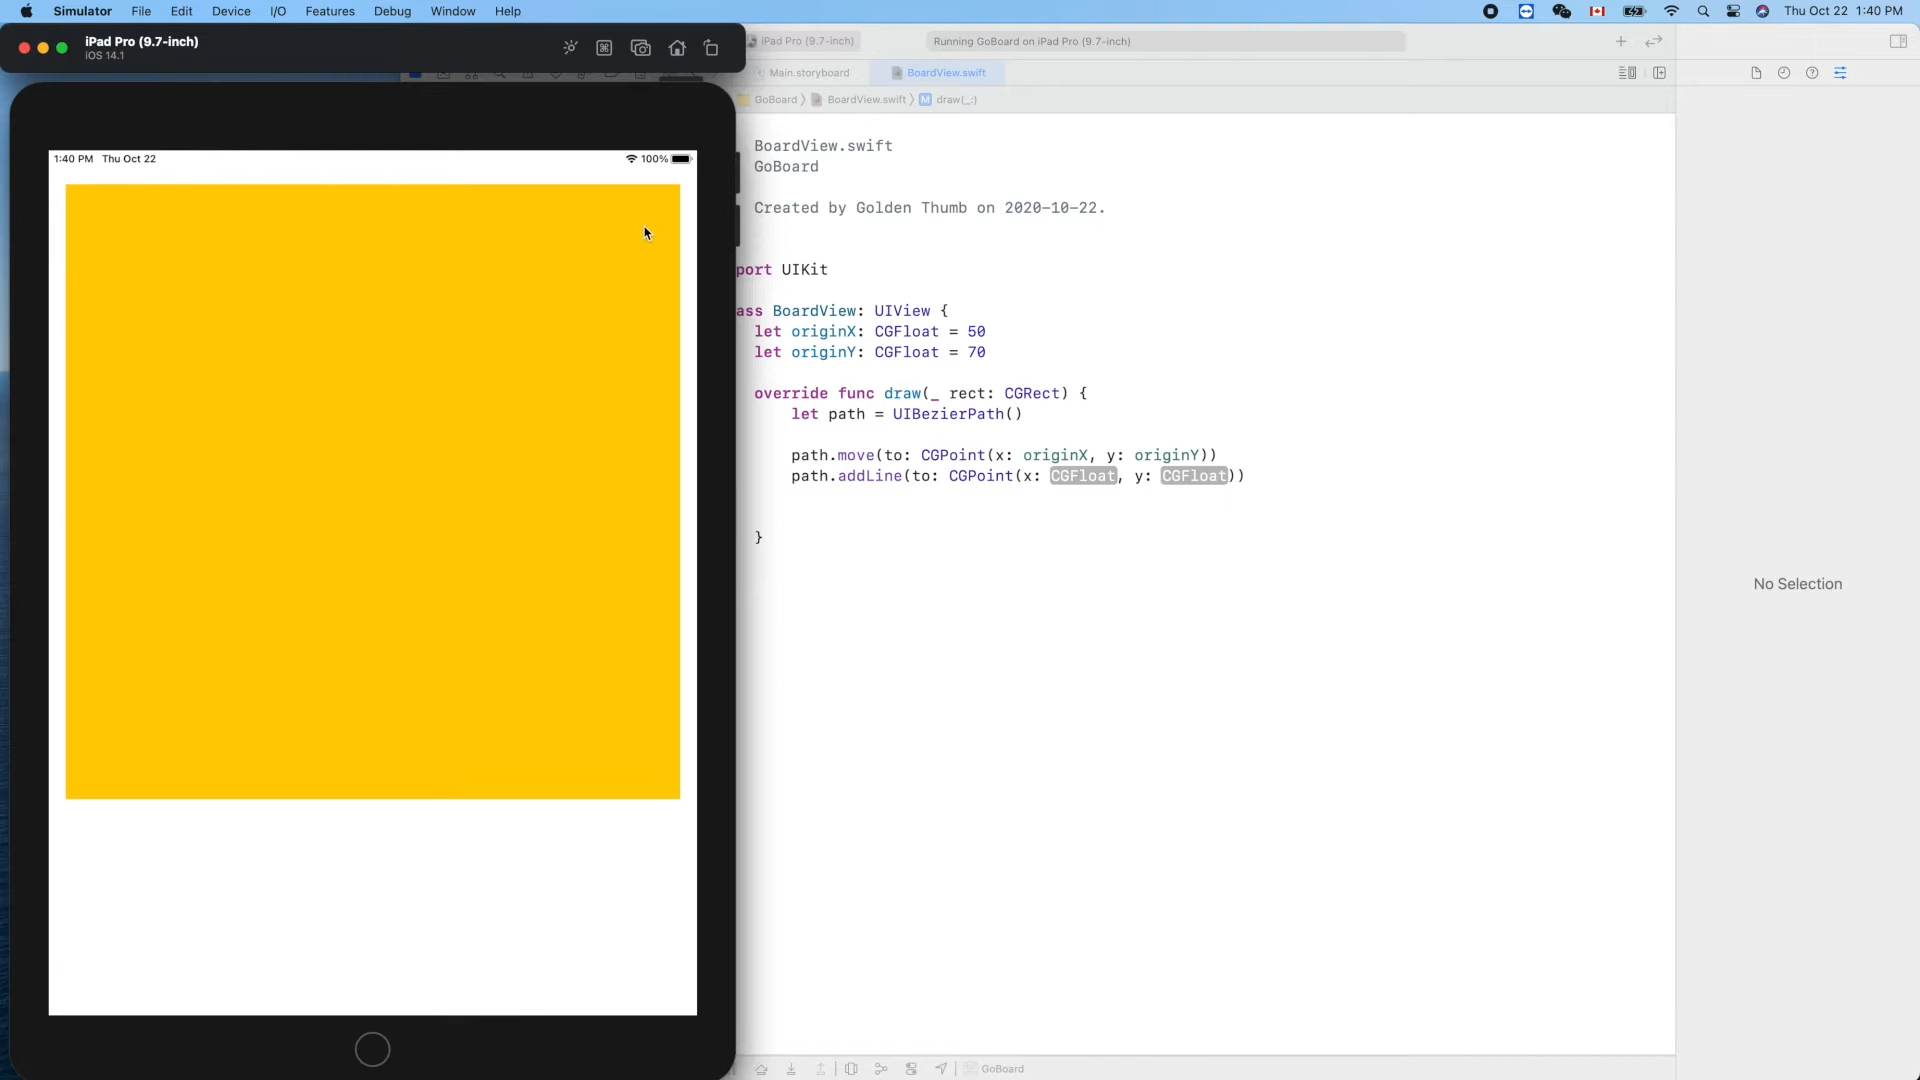 Simulator File Edit Device I/O Features Debug Window Help Thu Oct 22 1:40 PM
iPad Pro (9.7-inch)
iOS 14.1
iPad Pro (9.7-inch) Running GoBoard on iPad Pro (9.7-inch)
Main.storyboard BoardView.swift
GoBoard 〉 BoardView.swift 〉 M draw(_:)
1:40 PM Thu Oct 22 100%
BoardView.swift
GoBoard
Created by Golden Thumb on 2020-10-22.
port UIKit
ass BoardView: UIView {
let originX: CGFloat = 50
let originY: CGFloat = 70
override func draw(_ rect: CGRect) {
let path = UIBezierPath()
path.move(to: CGPoint(x: originX, y: originY))
path.addLine(to: CGPoint(x: CGFloat, y: CGFloat))
}
No Selection
GoBoard